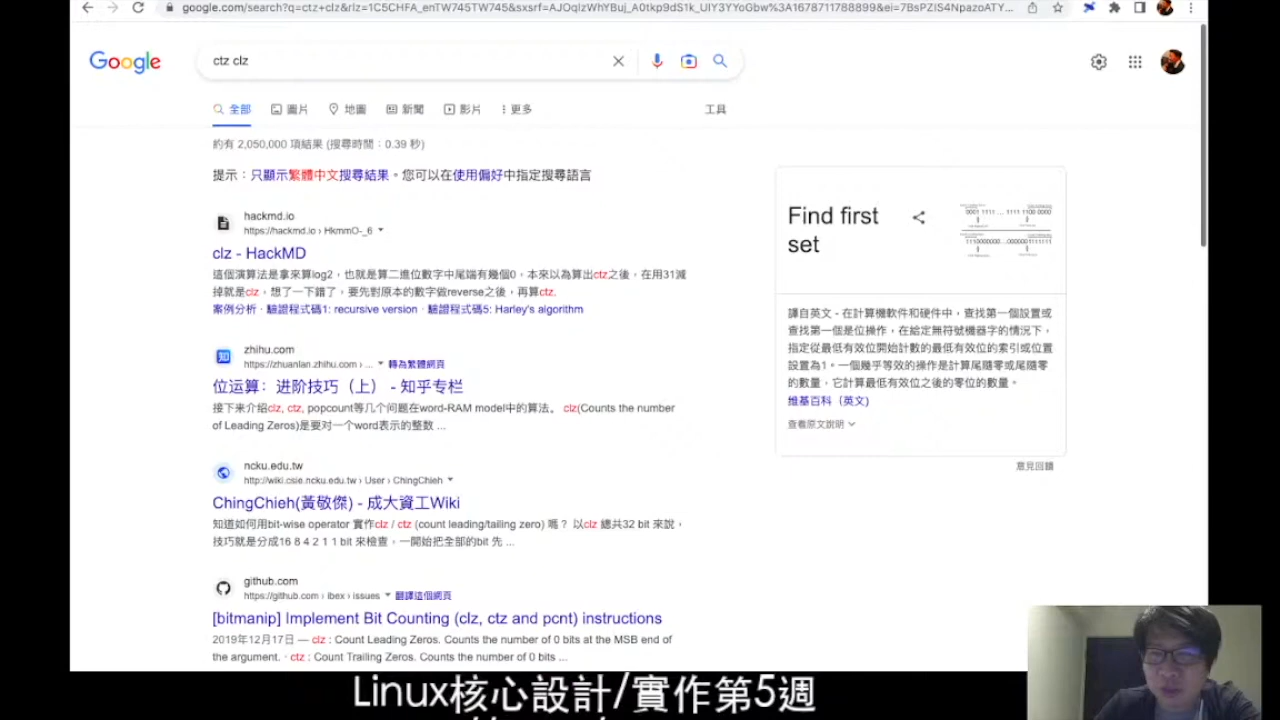 google.com/search?q=ctz+clz&rlz=1C5CHFA_enTW745TW745&sxsrf=AJOqlzWhYBuj_A0tkp9dS1k_UIY3YYoGbw%3A1678711788899&ei=7BsPZIS4NpazoATY...
Google
ctz clz
全部 圖片 地圖 新聞 影片 更多 工具
約有 2,050,000 項結果 (搜尋時間：0.39 秒)
提示：只顯示繁體中文搜尋結果。您可以在使用偏好中指定搜尋語言
hackmd.io
https://hackmd.io › HkmmO-_6
clz - HackMD
這個演算法是拿來算log2，也就是算二進位數字中尾端有幾個0，本來以為算出ctz之後，在用31減
掉就是clz，想了一下錯了，要先對原本的數字做reverse之後，再算ctz.
案例分析 · 驗證程式碼1: recursive version · 驗證程式碼5: Harley's algorithm
zhihu.com
https://zhuanlan.zhihu.com › ... 轉為繁體網頁
位运算：进阶技巧（上） - 知乎专栏
接下来介绍clz, ctz, popcount等几个问题在word-RAM model中的算法。 clz(Counts the number
of Leading Zeros)是要对一个word表示的整数 ...
ncku.edu.tw
http://wiki.csie.ncku.edu.tw › User › ChingChieh
ChingChieh(黃敬傑) - 成大資工Wiki
知道如何用bit-wise operator 實作clz / ctz (count leading/tailing zero) 嗎？ 以clz 總共32 bit 來說，
技巧就是分成16 8 4 2 1 1 bit 來檢查，一開始把全部的bit 先 ...
github.com
https://github.com › ibex › issues 翻譯這個網頁
[bitmanip] Implement Bit Counting (clz, ctz and pcnt) instructions
2019年12月17日 — clz : Count Leading Zeros. Counts the number of 0 bits at the MSB end of
the argument. · ctz : Count Trailing Zeros. Counts the number of 0 bits ...
Find first
set
譯自英文 - 在計算機軟件和硬件中，查找第一個設置或
查找第一個是位操作，在給定無符號機器字的情況下，
指定從最低有效位開始計數的最低有效位的索引或位置
設置為1。一個幾乎等效的操作是計算尾隨零或尾隨零
的數量，它計算最低有效位之後的零位的數量。
維基百科（英文）
查看原文說明
意見回饋
Linux核心設計/實作第5週